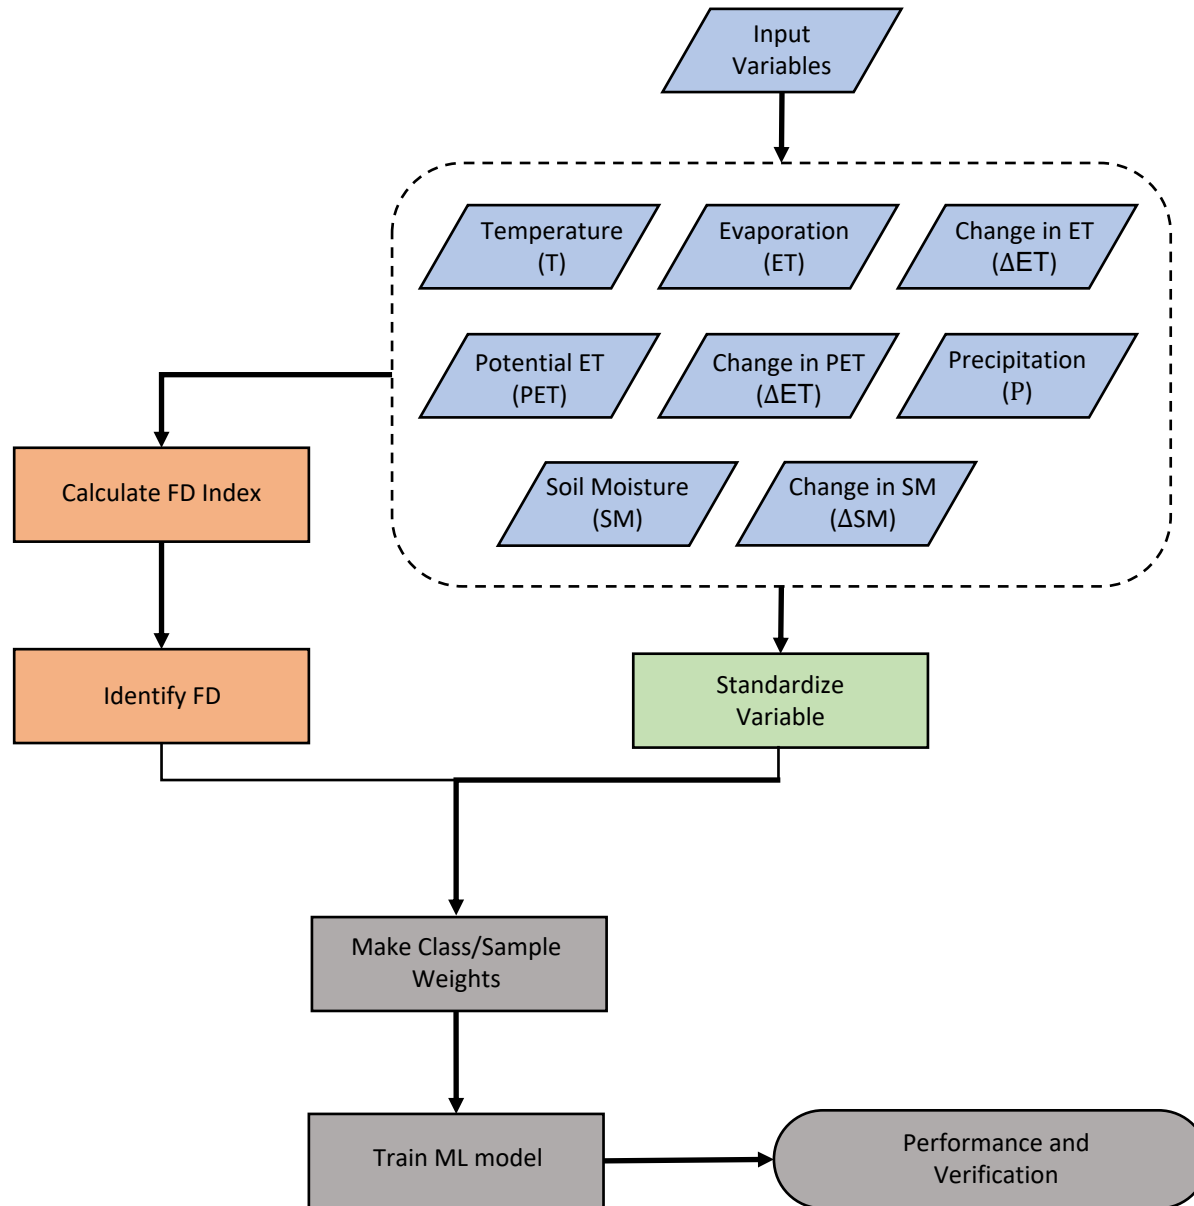 Input
Variables
Temperature
(T)
Evaporation
(ET)
Change in ET
(ΔET)
Potential ET
(PET)
Change in PET
(ΔET)
Precipitation
(P)
Soil Moisture
(SM)
Change in SM
(ΔSM)
Calculate FD Index
Identify FD
Standardize
Variable
Make Class/Sample
Weights
Train ML model
Performance and
Verification